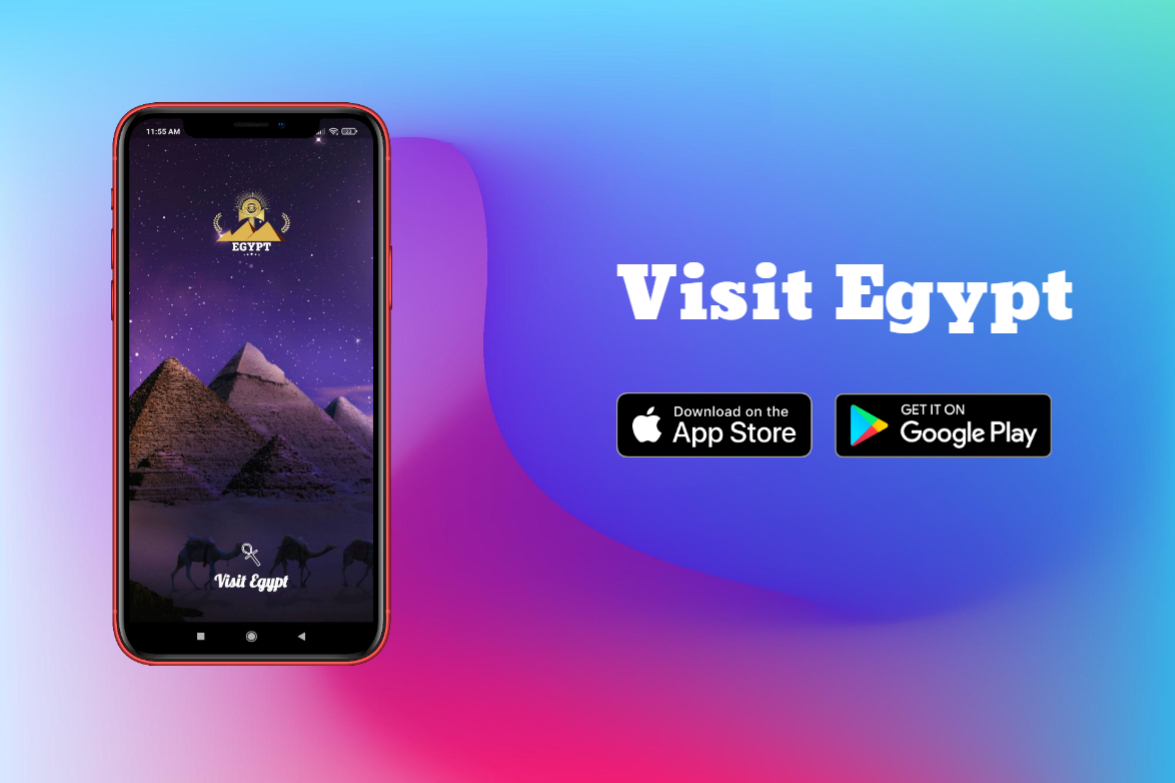 11:55 AM
EGYPT
Visit Egypt
Visit Egypt
Download on the
App Store
GET IT ON
Google Play